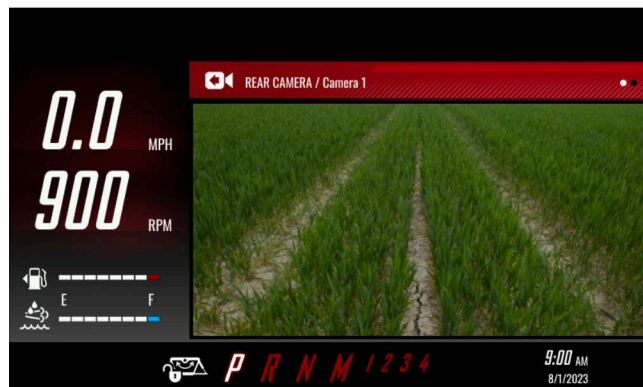 REAR CAMERA / Camera 1
0.0 MPH
900 RPM
E F
P R N M 1 2 3 4
9:00 AM
8/1/2023